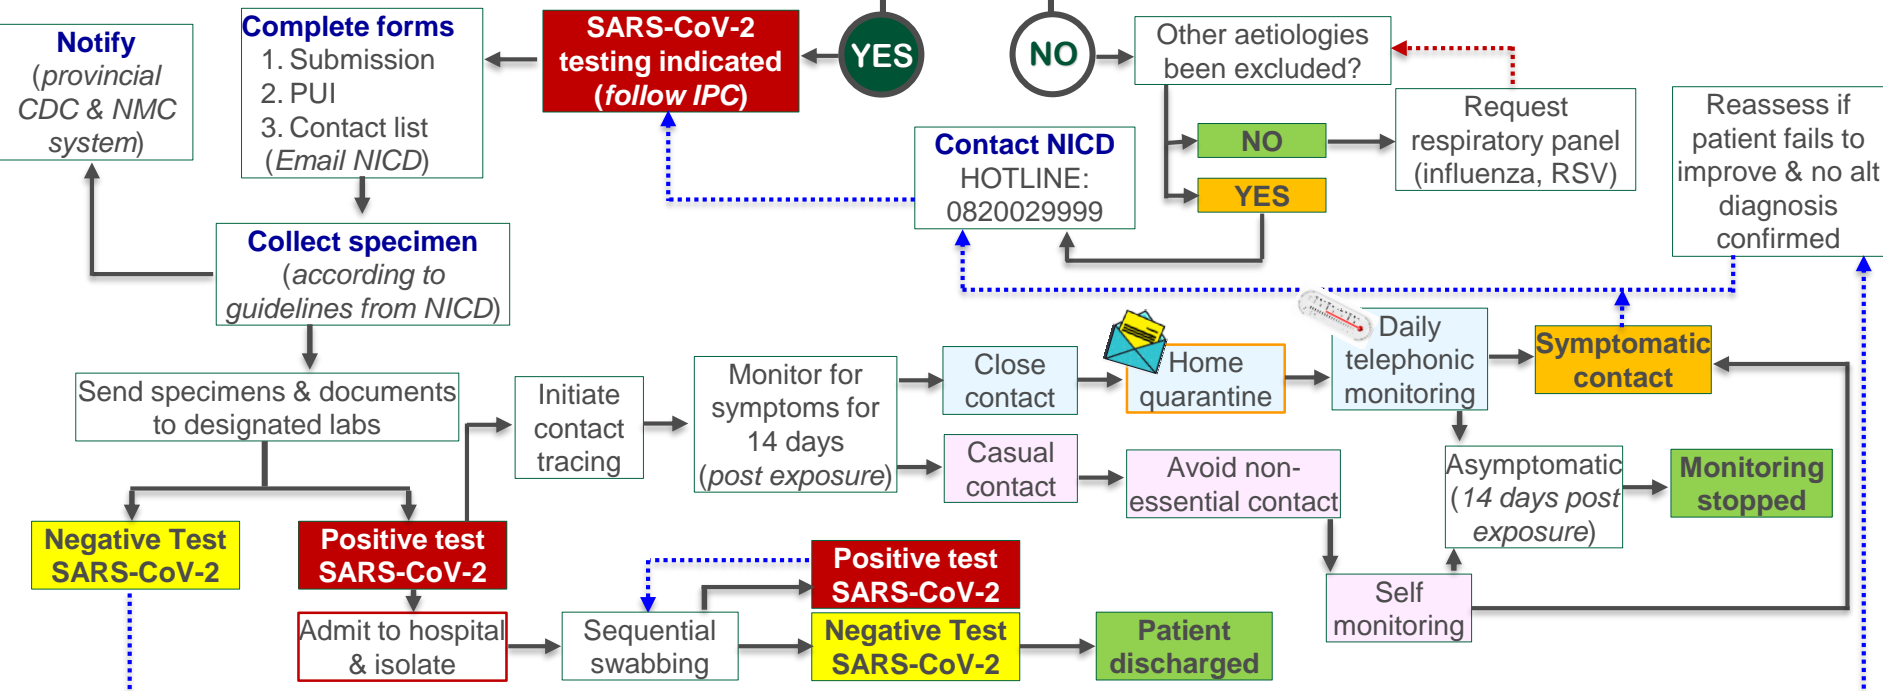 Notify
(provincial
CDC & NMC
system)
Complete forms
1. Submission
2. PUI
3. Contact list
(Email NICD)
SARS-CoV-2
testing indicated
(follow IPC)
YES
NO
Other aetiologies
been excluded?
NO
YES
Request
respiratory panel
(influenza, RSV)
Reassess if
patient fails to
improve & no alt
diagnosis
confirmed
Contact NICD
HOTLINE:
0820029999
Collect specimen
(according to
guidelines from NICD)
Send specimens & documents
to designated labs
Initiate
contact
tracing
Monitor for
symptoms for
14 days
(post exposure)
Close
contact
Home
quarantine
Daily
telephonic
monitoring
Symptomatic
contact
Casual
contact
Avoid non-
essential contact
Asymptomatic
(14 days post
exposure)
Monitoring
stopped
Negative Test
SARS-CoV-2
Positive test
SARS-CoV-2
Positive test
SARS-CoV-2
Self
monitoring
Admit to hospital
& isolate
Sequential
swabbing
Negative Test
SARS-CoV-2
Patient
discharged